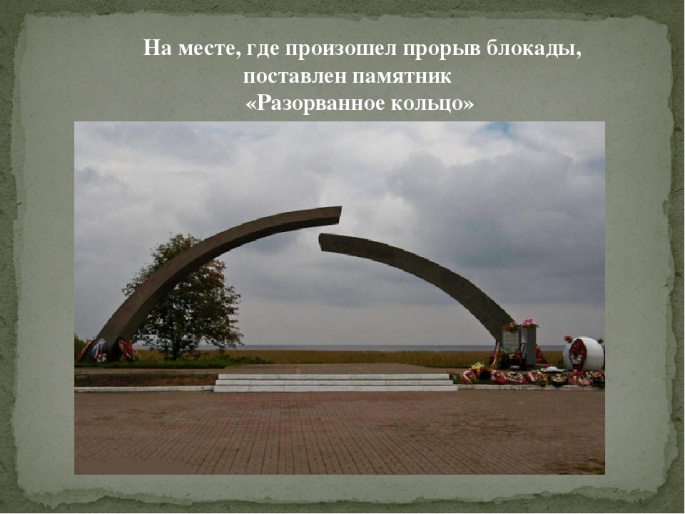 На месте, где произошел прорыв блокады,
поставлен памятник
«Разорванное кольцо»